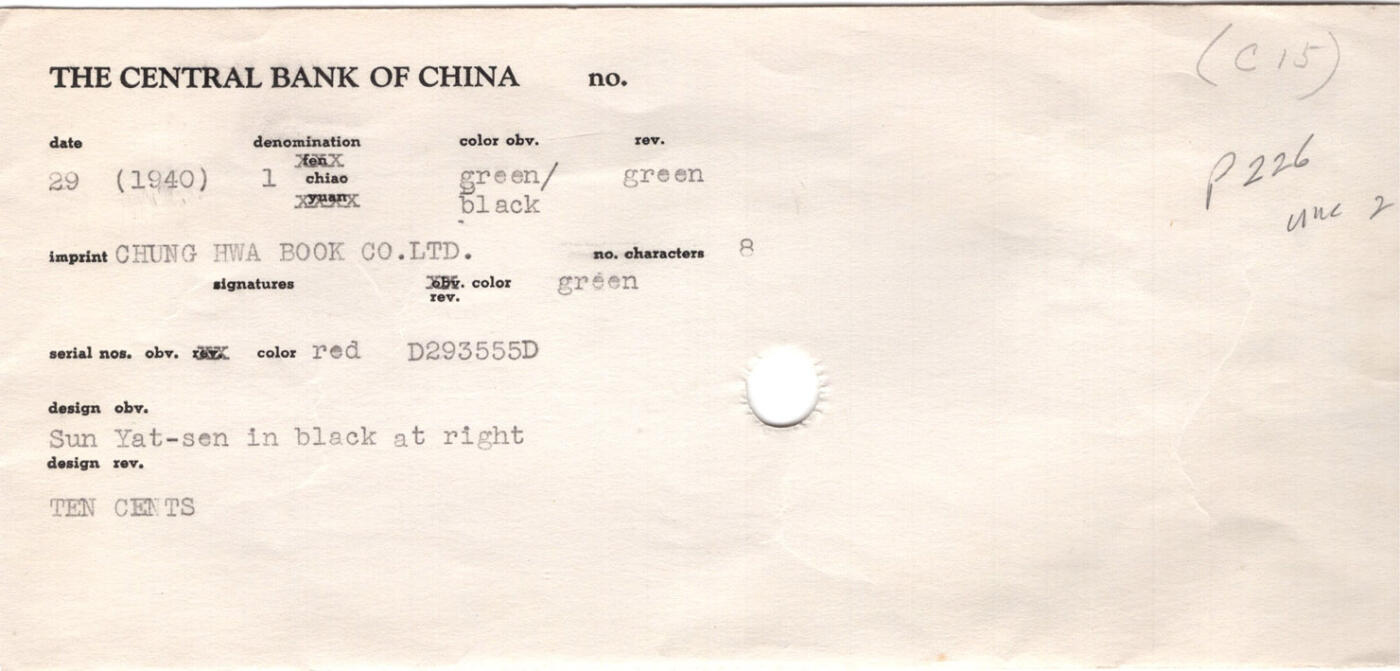 (C 15)
THE CENTRAL BANK OF CHINA no.
P 226
unc 2
date denomination color obv. rev.
fen
29 (1940) 1 chiao green/ green
yuan black
imprint CHUNG HWA BOOK CO.LTD. no. characters 8
signatures obv. color green
rev.
serial nos. obv. rev. color red D293555D
design obv.
Sun Yat-sen in black at right
design rev.
TEN CENTS